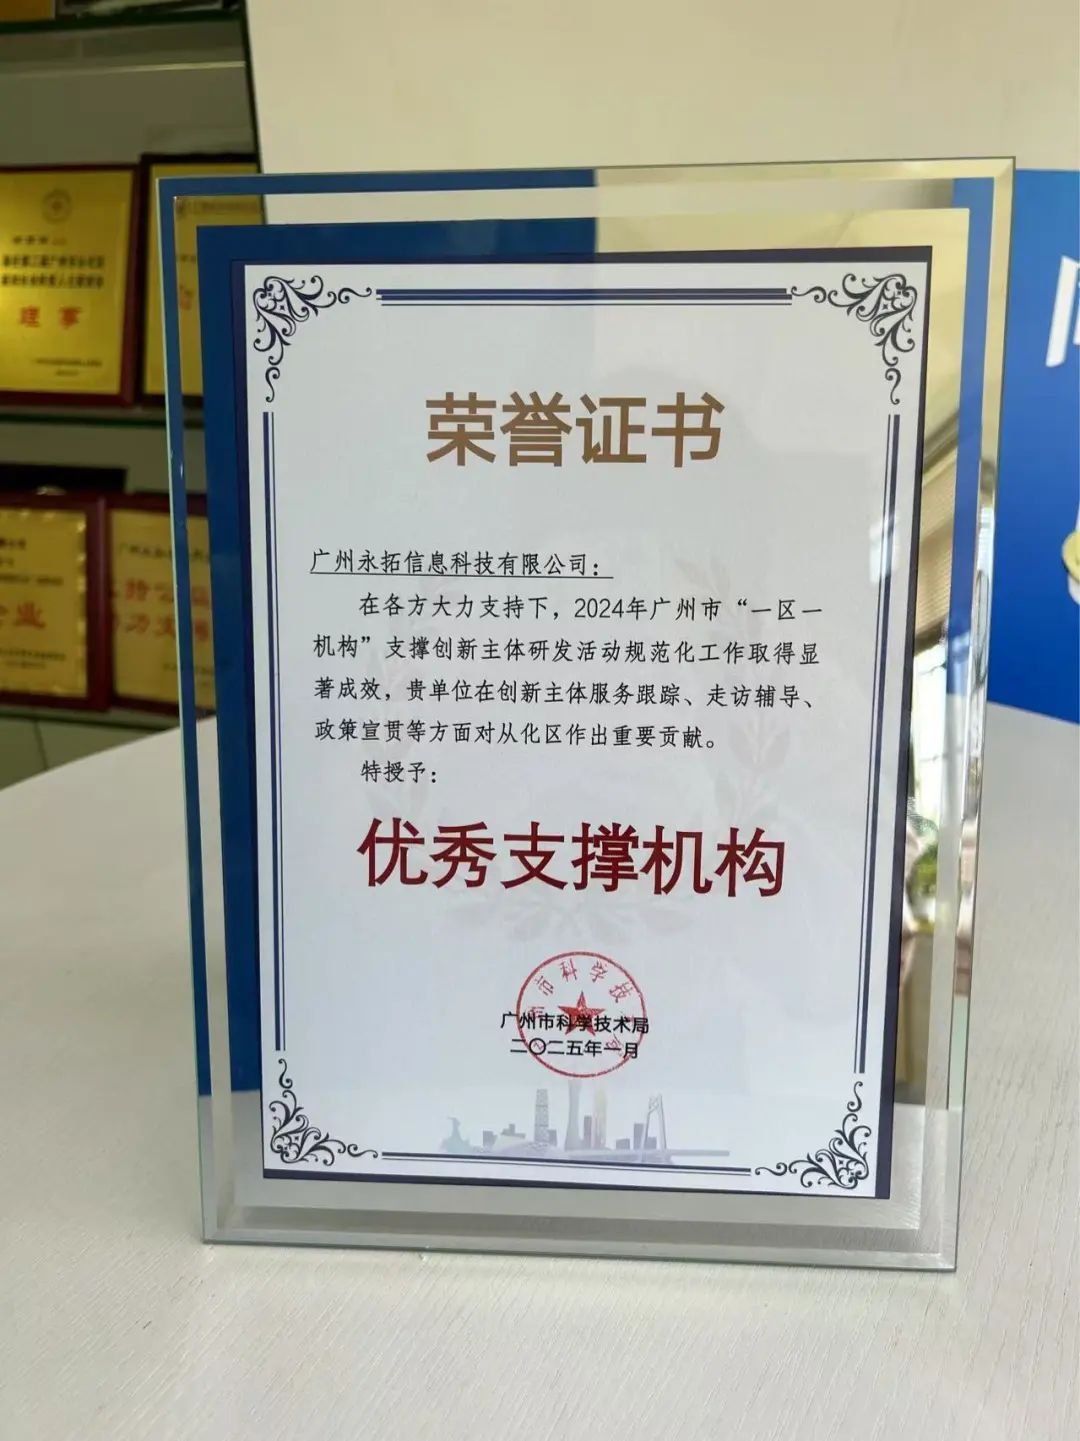 荣誉证书
广州永拓信息科技有限公司：
在各方大力支持下，2024年广州市“一区一
机构”支撑创新主体研发活动规范化工作取得显
著成效，贵单位在创新主体服务跟踪、走访辅导、
政策宣贯等方面对从化区作出重要贡献。
特授予：
优秀支撑机构
市科学技
广州市科学技术局
二〇二五年一月
理事